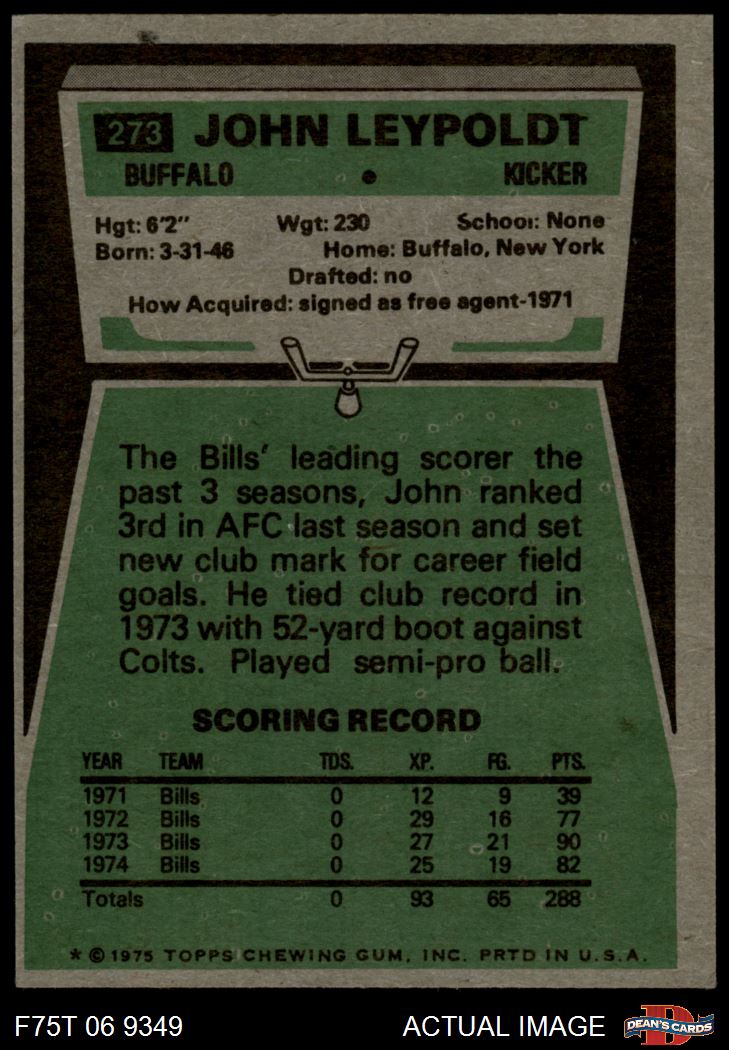 273 JOHN LEYPOLDT
BUFFALO • KICKER
Hgt: 6'2" Wgt: 230 School: None
Born: 3-31-46 Home: Buffalo, New York
Drafted: no
How Acquired: signed as free agent-1971
The Bills' leading scorer the
past 3 seasons, John ranked
3rd in AFC last season and set
new club mark for career field
goals. He tied club record in
1973 with 52-yard boot against
Colts. Played semi-pro ball.
SCORING RECORD
YEAR TEAM TDS. XP. FG. PTS.
1971 Bills 0 12 9 39
1972 Bills 0 29 16 77
1973 Bills 0 27 21 90
1974 Bills 0 25 19 82
Totals 0 93 65 288
* © 1975 TOPPS CHEWING GUM, INC. PRTD IN U.S.A.
F75T 06 9349 ACTUAL IMAGE D DEAN'S CARDS